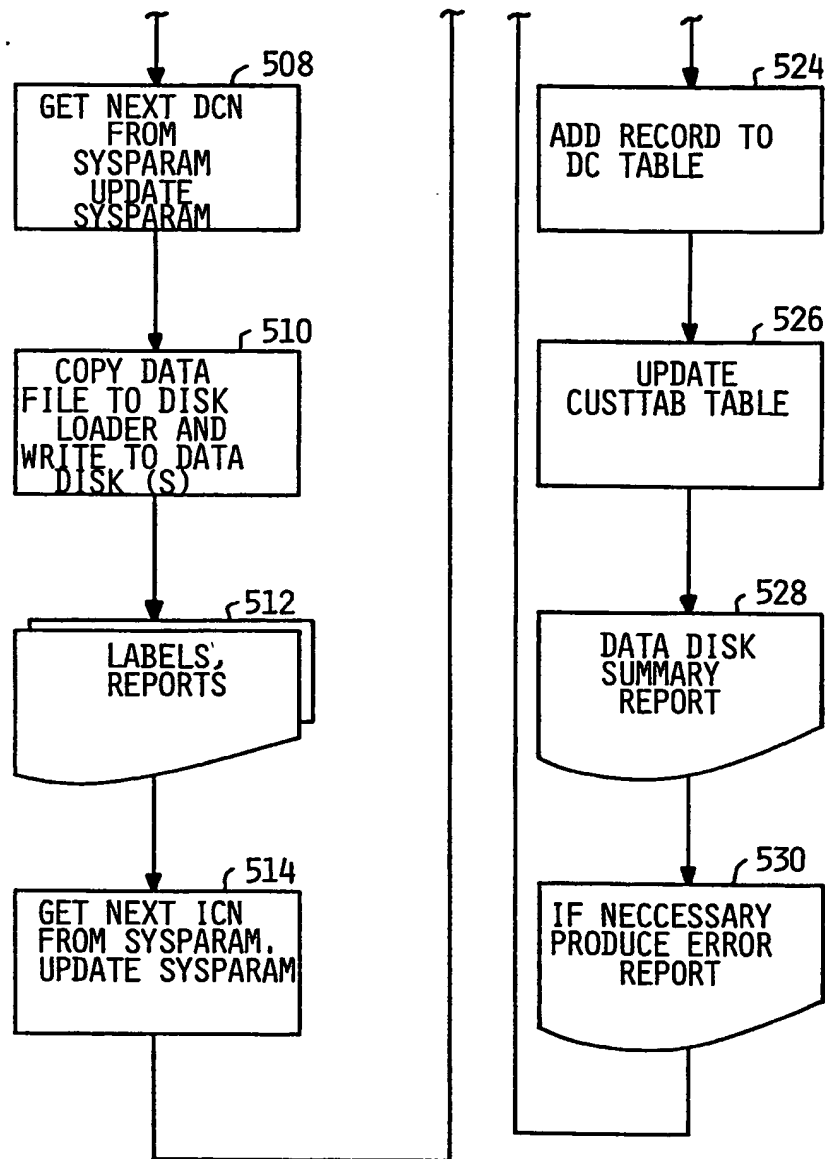 508
GET NEXT DCN
FROM
SYSPARAM
UPDATE
SYSPARAM
510
COPY DATA
FILE TO DISK
LOADER AND
WRITE TO DATA
DISK (S)
512
LABELS,
REPORTS
514
GET NEXT ICN
FROM SYSPARAM.
UPDATE SYSPARAM
524
ADD RECORD TO
DC TABLE
526
UPDATE
CUSTTAB TABLE
528
DATA DISK
SUMMARY
REPORT
530
IF NECCESSARY
PRODUCE ERROR
REPORT